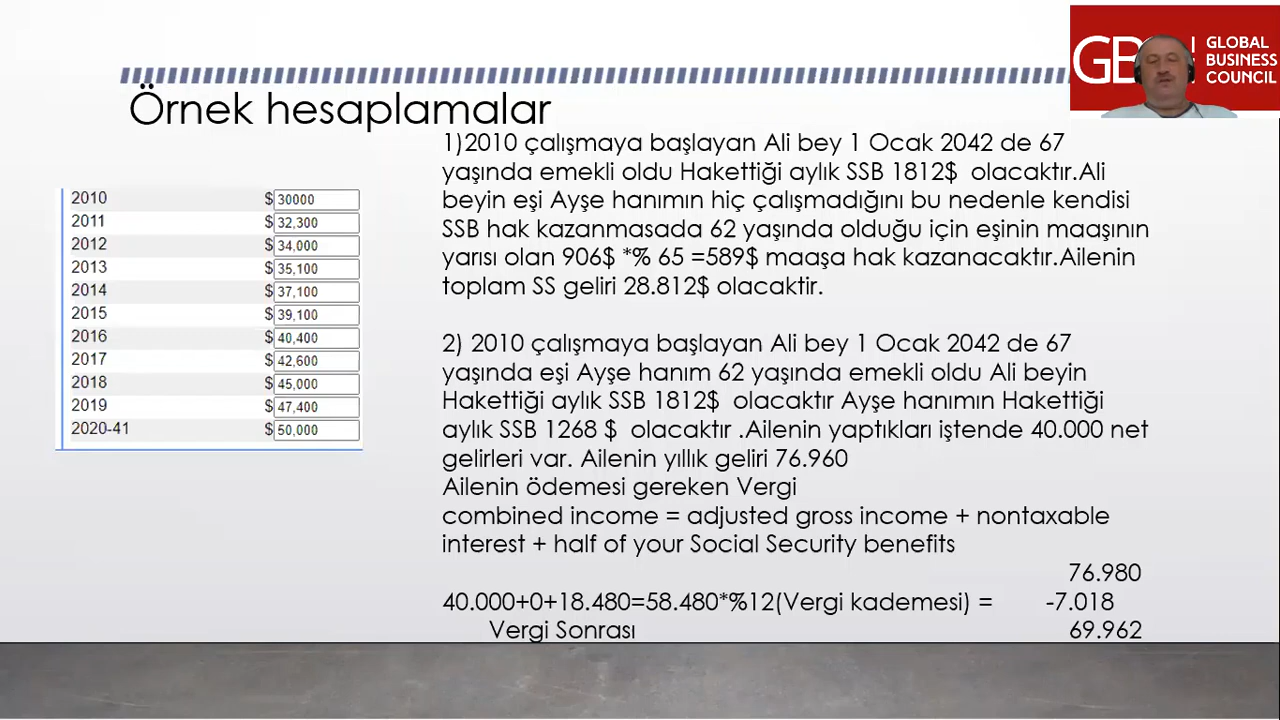 GLOBAL
BUSINESS
COUNCIL
Örnek hesaplamalar
2010 $ 30000
2011 $ 32,300
2012 $ 34,000
2013 $ 35,100
2014 $ 37,100
2015 $ 39,100
2016 $ 40,400
2017 $ 42,600
2018 $ 45,000
2019 $ 47,400
2020-41 $ 50,000
1)2010 çalışmaya başlayan Ali bey 1 Ocak 2042 de 67
yaşında emekli oldu Hakettiği aylık SSB 1812$ olacaktır.Ali
beyin eşi Ayşe hanımın hiç çalışmadığını bu nedenle kendisi
SSB hak kazanmasada 62 yaşında olduğu için eşinin maaşının
yarısı olan 906$ *% 65 =589$ maaşa hak kazanacaktır.Ailenin
toplam SS geliri 28.812$ olacaktir.
2) 2010 çalışmaya başlayan Ali bey 1 Ocak 2042 de 67
yaşında eşi Ayşe hanım 62 yaşında emekli oldu Ali beyin
Hakettiği aylık SSB 1812$ olacaktır Ayşe hanımın Hakettiği
aylık SSB 1268 $ olacaktır .Ailenin yaptıkları iştende 40.000 net
gelirleri var. Ailenin yıllık geliri 76.960
Ailenin ödemesi gereken Vergi
combined income = adjusted gross income + nontaxable
interest + half of your Social Security benefits
76.980
40.000+0+18.480=58.480*%12(Vergi kademesi) = -7.018
Vergi Sonrası 69.962